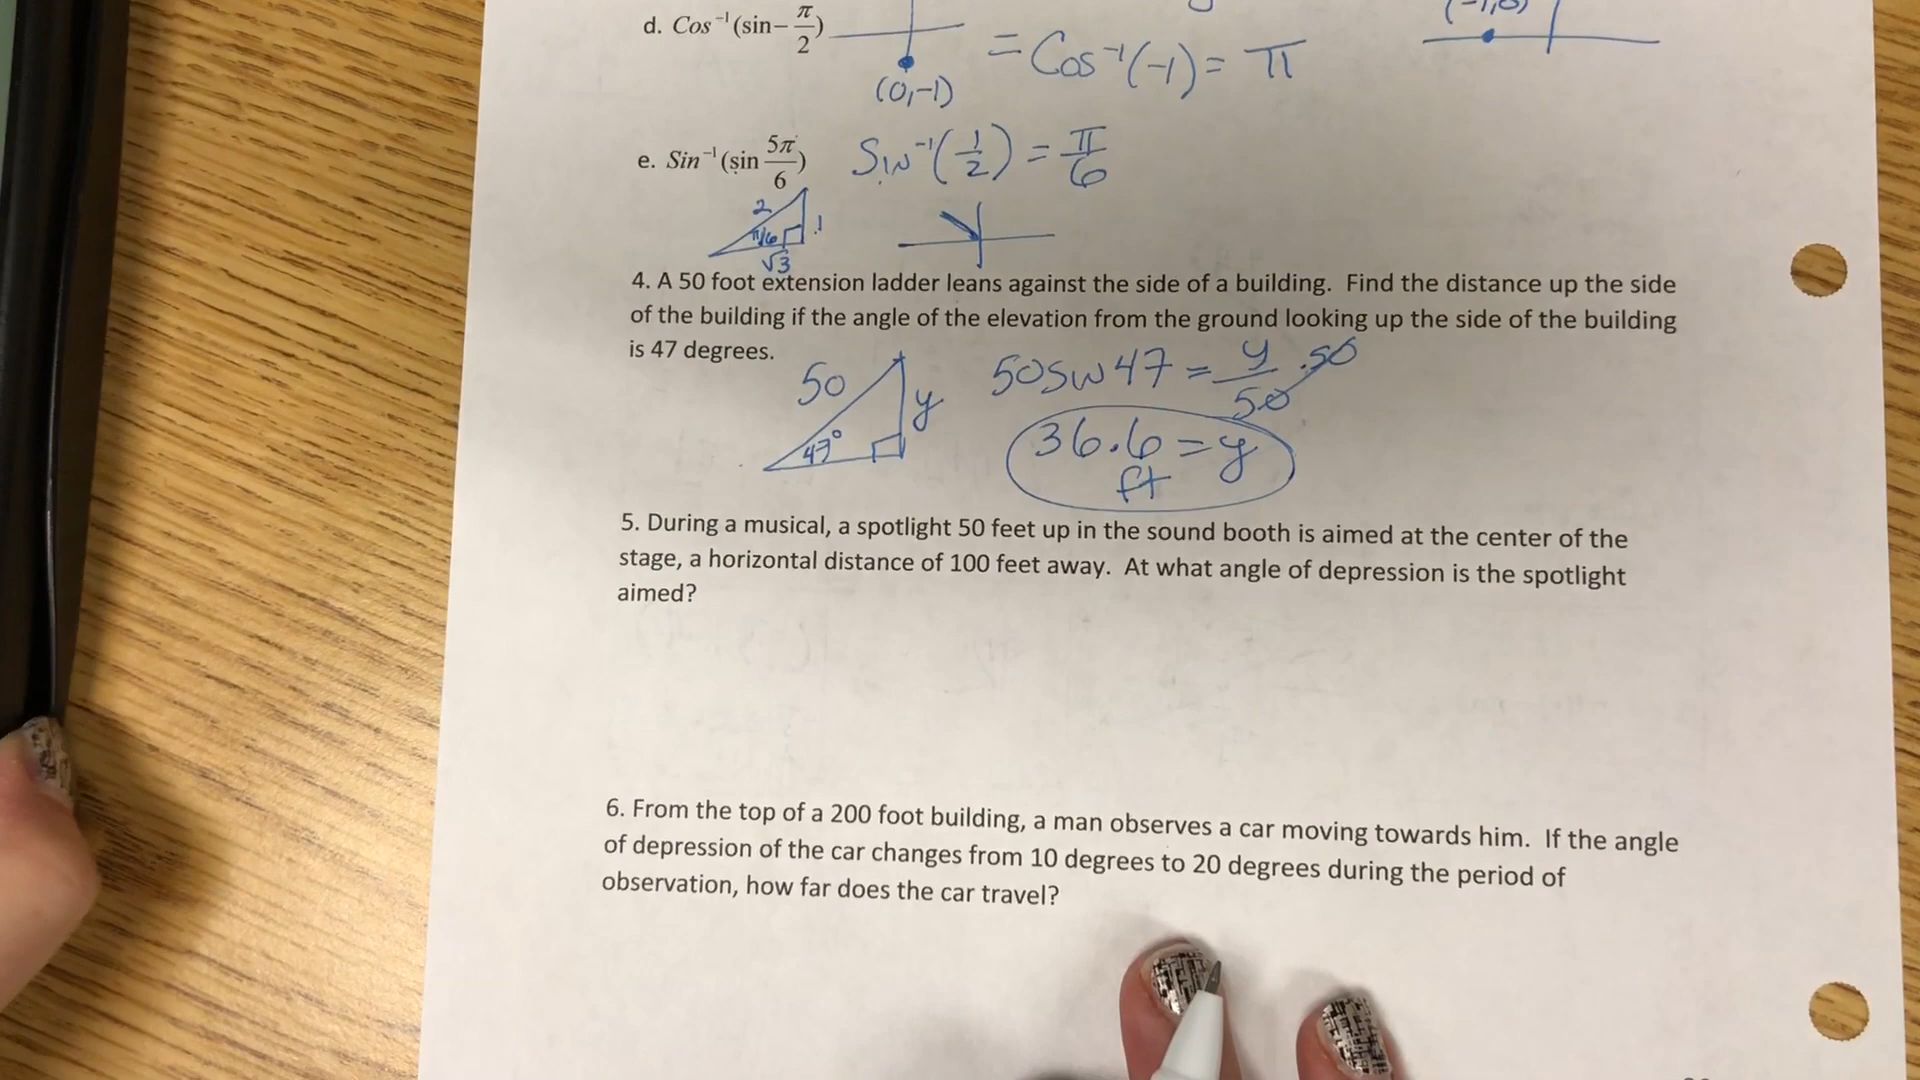 d. Cos⁻¹(sin−π/2)
(0,-1)
= Cos⁻¹(-1) = π
(-1,0)
e. Sin⁻¹(sin 5π/6)
Sin⁻¹(1/2) = π/6
2
π/6
1
√3
4. A 50 foot extension ladder leans against the side of a building. Find the distance up the side
of the building if the angle of the elevation from the ground looking up the side of the building
is 47 degrees.
50
y
47°
50 sin 47 = y/50 · 50
36.6 = y
ft
5. During a musical, a spotlight 50 feet up in the sound booth is aimed at the center of the
stage, a horizontal distance of 100 feet away. At what angle of depression is the spotlight
aimed?
6. From the top of a 200 foot building, a man observes a car moving towards him. If the angle
of depression of the car changes from 10 degrees to 20 degrees during the period of
observation, how far does the car travel?